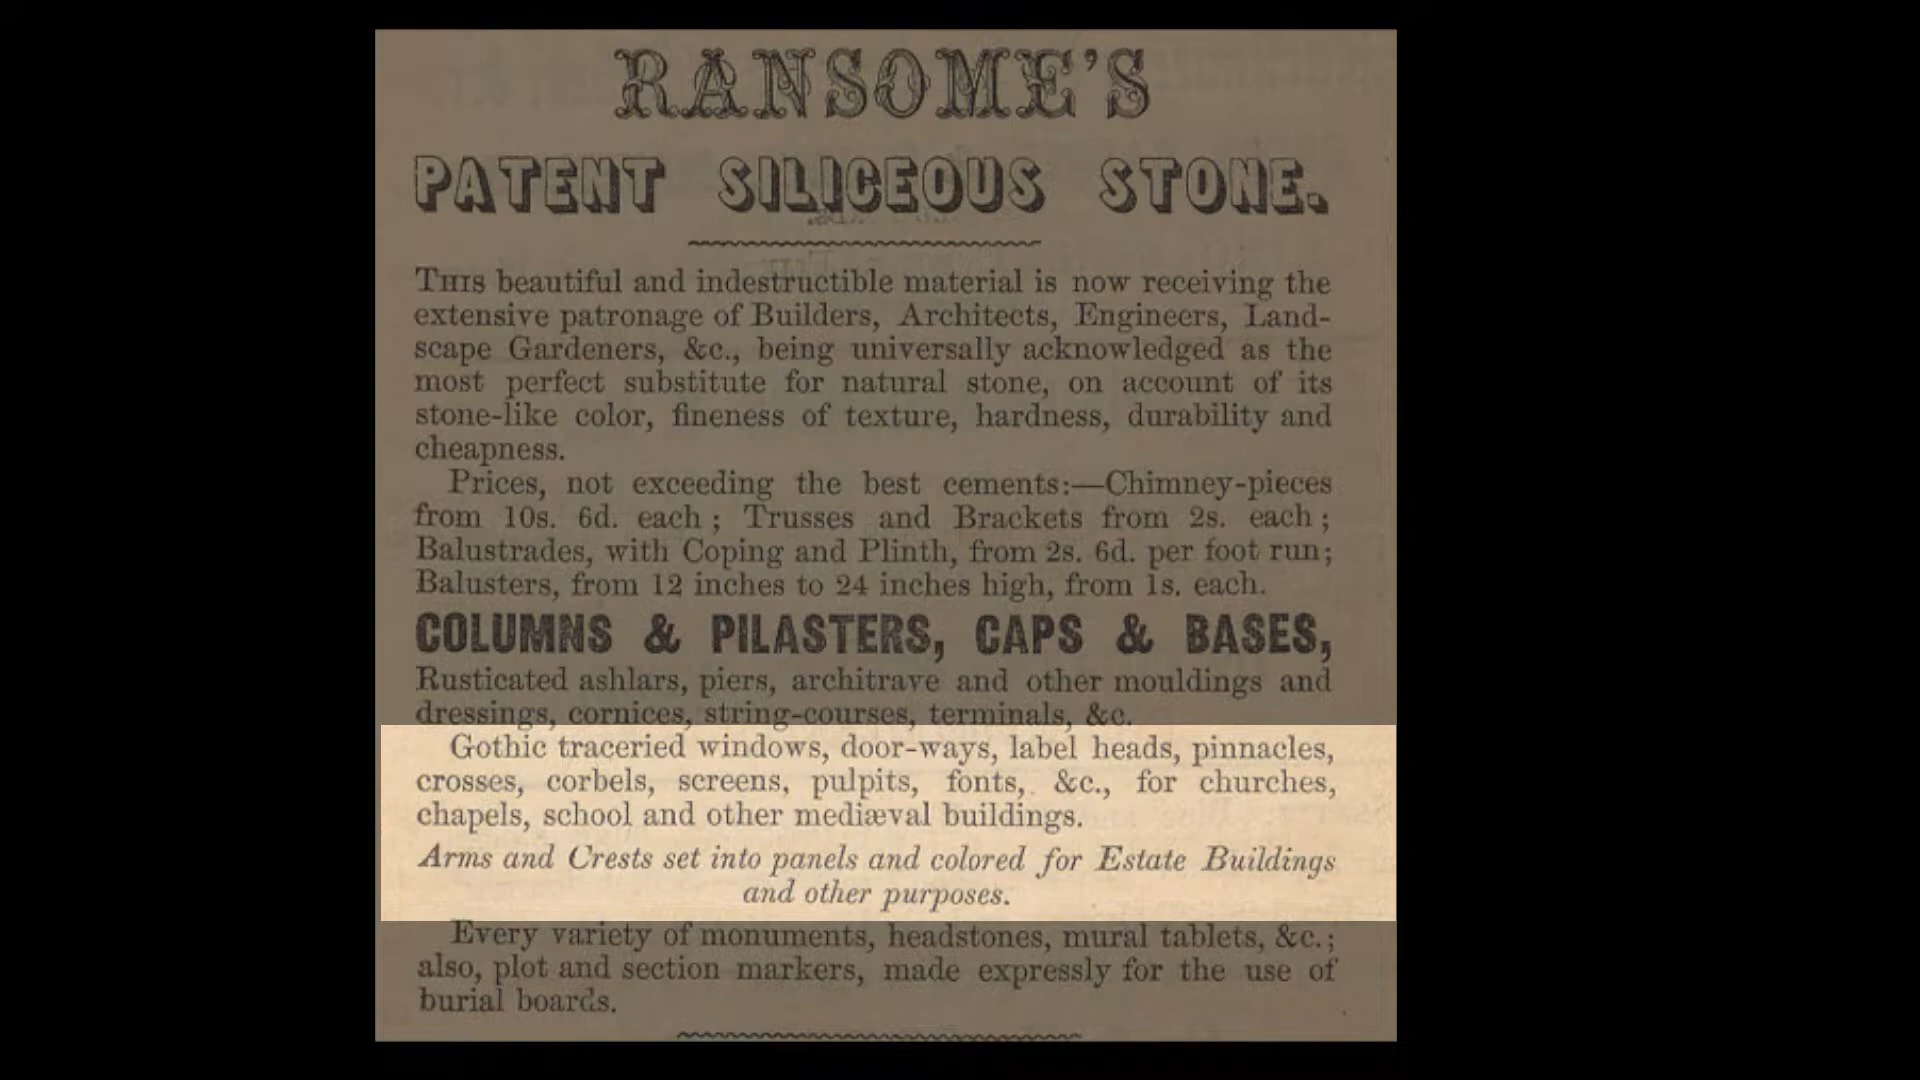 RANSOME'S
PATENT SILICEOUS STONE.
THIS beautiful and indestructible material is now receiving the
extensive patronage of Builders, Architects, Engineers, Land-
scape Gardeners, &c., being universally acknowledged as the
most perfect substitute for natural stone, on account of its
stone-like color, fineness of texture, hardness, durability and
cheapness.
Prices, not exceeding the best cements:—Chimney-pieces
from 10s. 6d. each; Trusses and Brackets from 2s. each;
Balustrades, with Coping and Plinth, from 2s. 6d. per foot run;
Balusters, from 12 inches to 24 inches high, from 1s. each.
COLUMNS & PILASTERS, CAPS & BASES,
Rusticated ashlars, piers, architrave and other mouldings and
dressings, cornices, string-courses, terminals, &c.
Gothic traceried windows, door-ways, label heads, pinnacles,
crosses, corbels, screens, pulpits, fonts, &c., for churches,
chapels, school and other mediæval buildings.
Arms and Crests set into panels and colored for Estate Buildings
and other purposes.
Every variety of monuments, headstones, mural tablets, &c.;
also, plot and section markers, made expressly for the use of
burial boards.